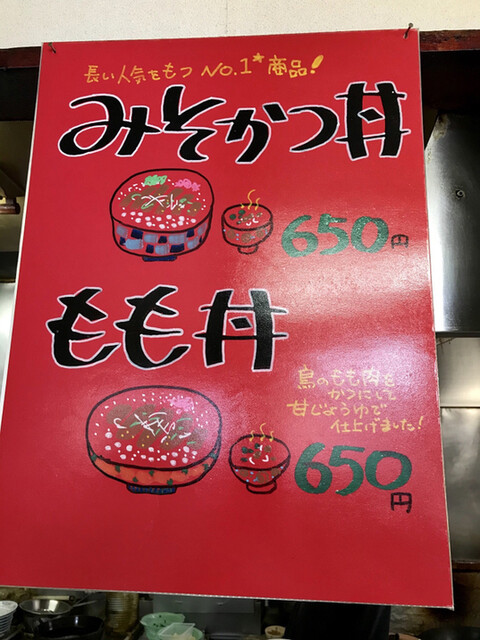 長い人気をもつ NO.1*商品!
みそかつ丼
650円
もも丼
鳥のもも肉を
かつにして
甘じょうゆで
仕上げました!
650円